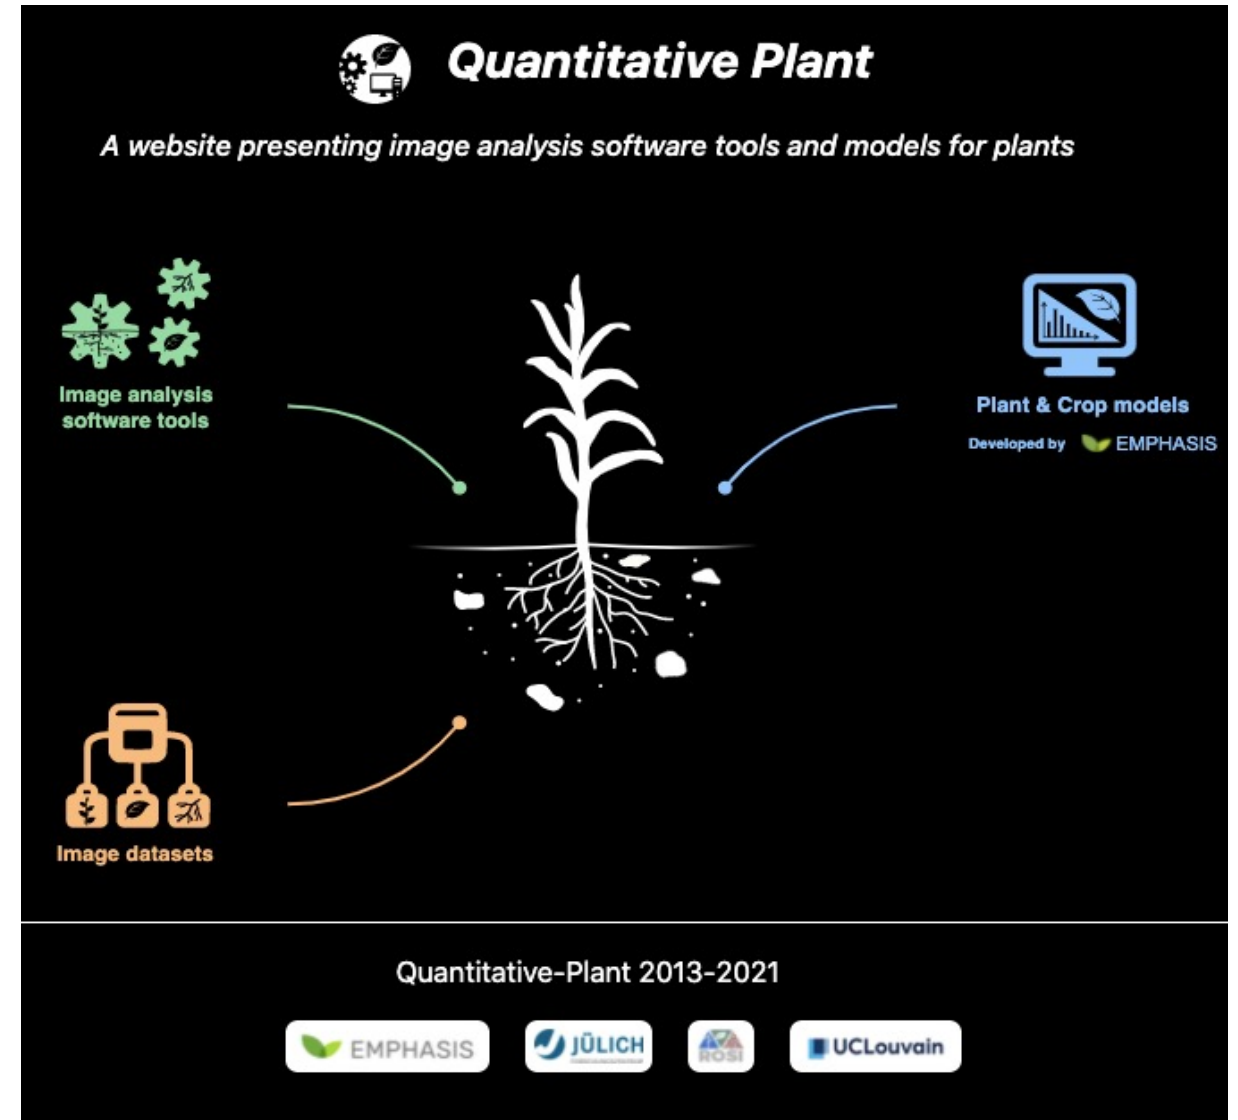 Quantitative Plant
A website presenting image analysis software tools and models for plants
Image analysis
software tools
Plant & Crop models
Developed by EMPHASIS
Image datasets
Quantitative-Plant 2013-2021
EMPHASIS
JÜLICH
ROSI
UCLouvain